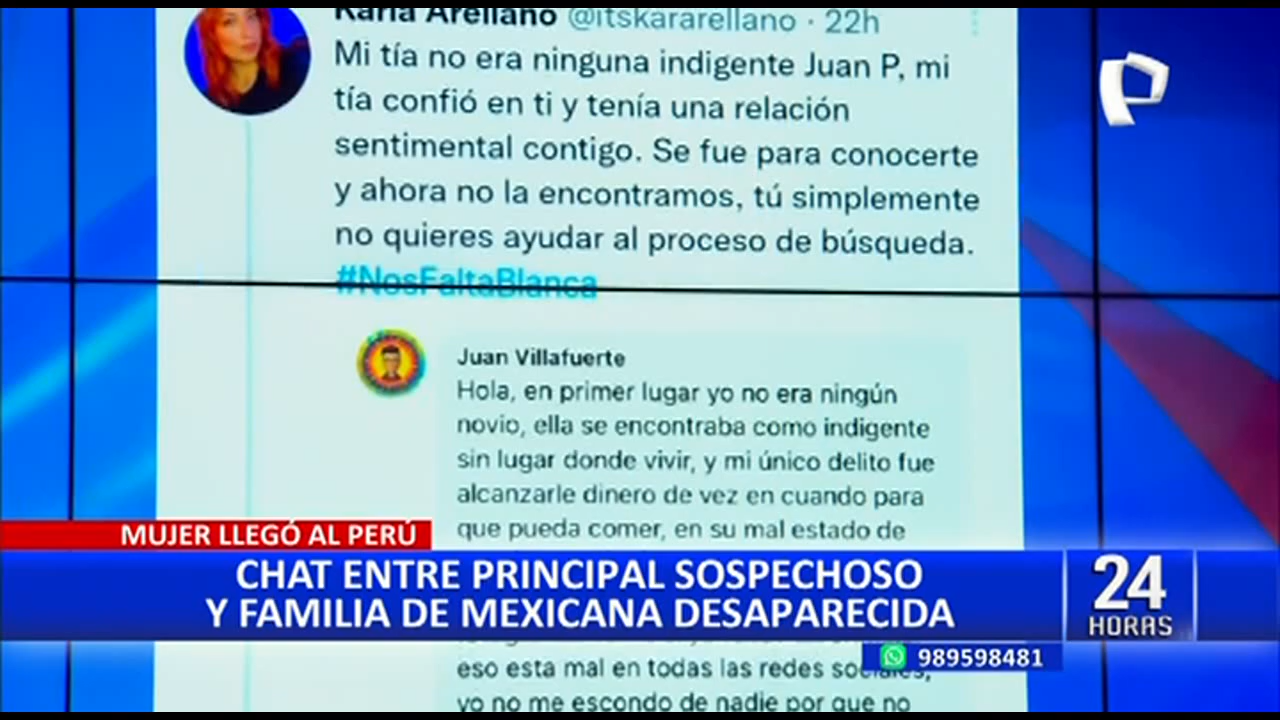 Karla Arellano @itskararellano · 22h
Mi tía no era ninguna indigente Juan P, mi
tía confió en ti y tenía una relación
sentimental contigo. Se fue para conocerte
y ahora no la encontramos, tú simplemente
no quieres ayudar al proceso de búsqueda.
#NosFaltaBlanca
Juan Villafuerte
Hola, en primer lugar yo no era ningún
novio, ella se encontraba como indigente
sin lugar donde vivir, y mi único delito fue
alcanzarle dinero de vez en cuando para
que pueda comer, en su mal estado de
MUJER LLEGÓ AL PERÚ
CHAT ENTRE PRINCIPAL SOSPECHOSO
Y FAMILIA DE MEXICANA DESAPARECIDA
24
HORAS
989598481
eso esta mal en todas las redes sociales,
yo no me escondo de nadie por que no